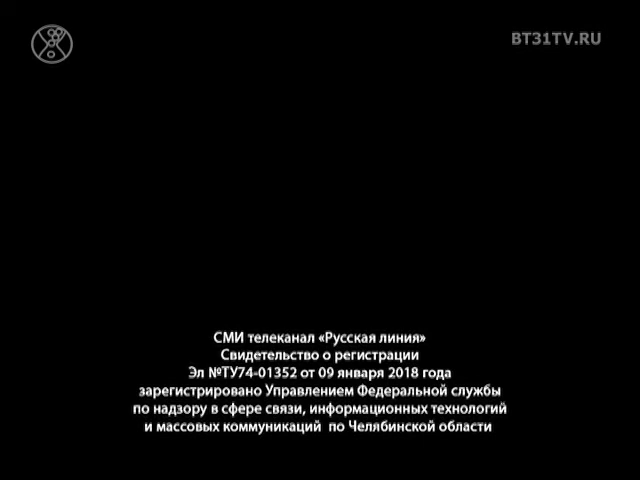 BT31TV.RU
СМИ телеканал «Русская линия»
Свидетельство о регистрации
Эл №ТУ74-01352 от 09 января 2018 года
зарегистрировано Управлением Федеральной службы
по надзору в сфере связи, информационных технологий
и массовых коммуникаций по Челябинской области